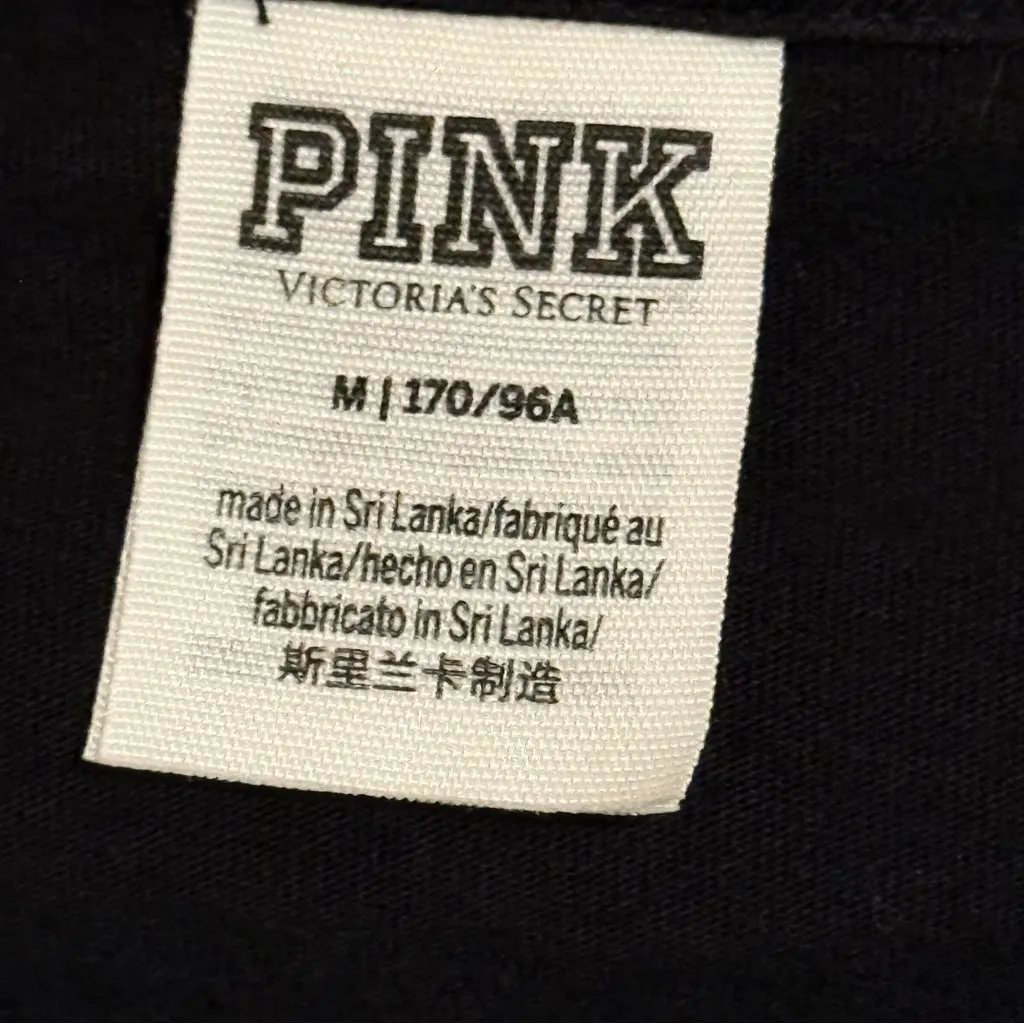 PINK
VICTORIA'S SECRET
M | 170/96A
made in Sri Lanka/fabriqué au
Sri Lanka/hecho en Sri Lanka/
fabbricato in Sri Lanka/
斯里兰卡制造